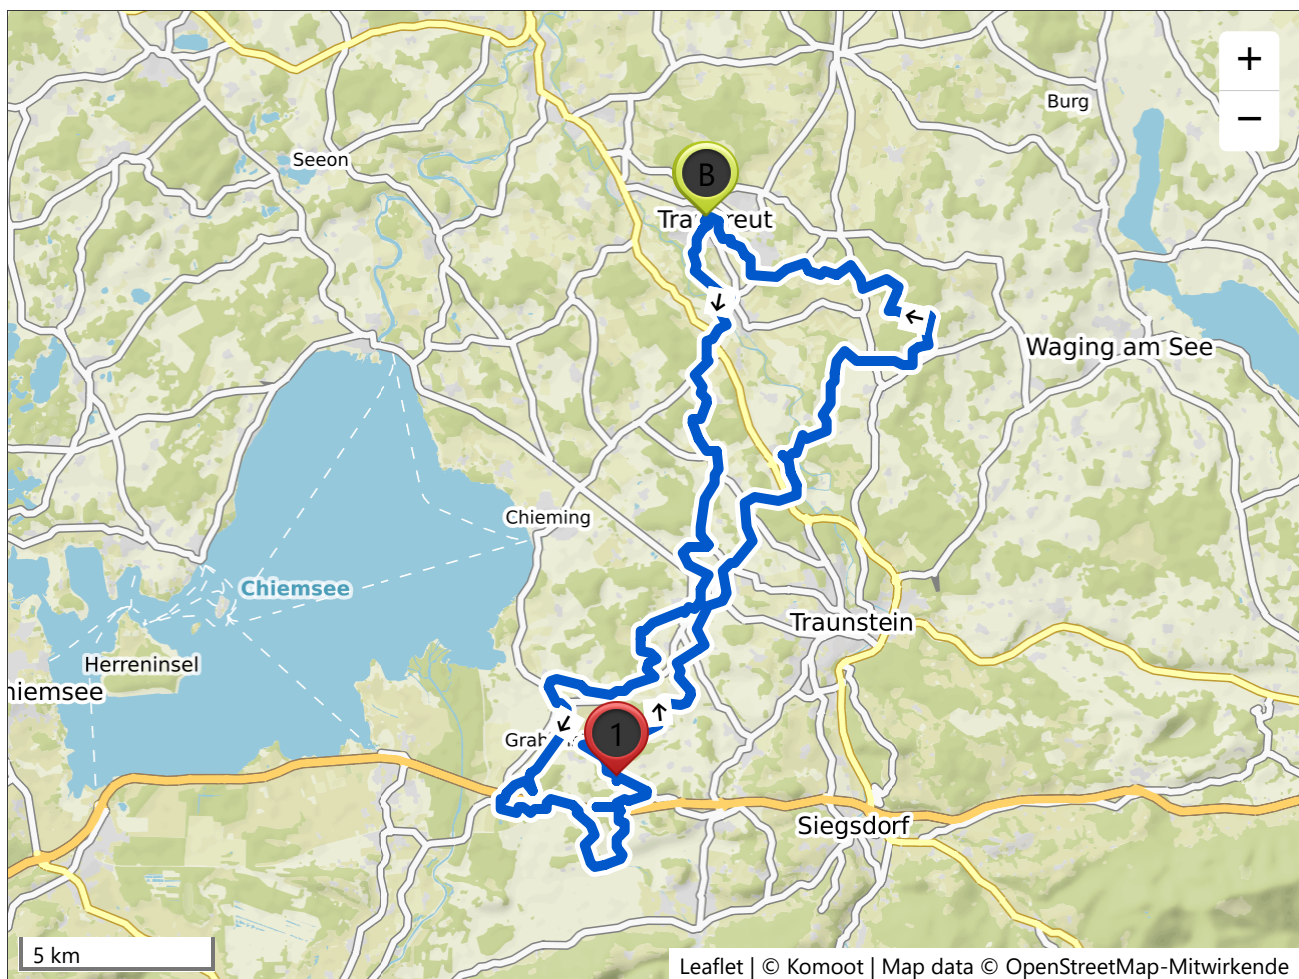 +
−
Burg
Seeon
B
Waging am See
Chieming
Chiemsee
Traunstein
Herreninsel
hiemsee
1
Siegsdorf
5 km
Leaflet | © Komoot | Map data © OpenStreetMap-Mitwirkende